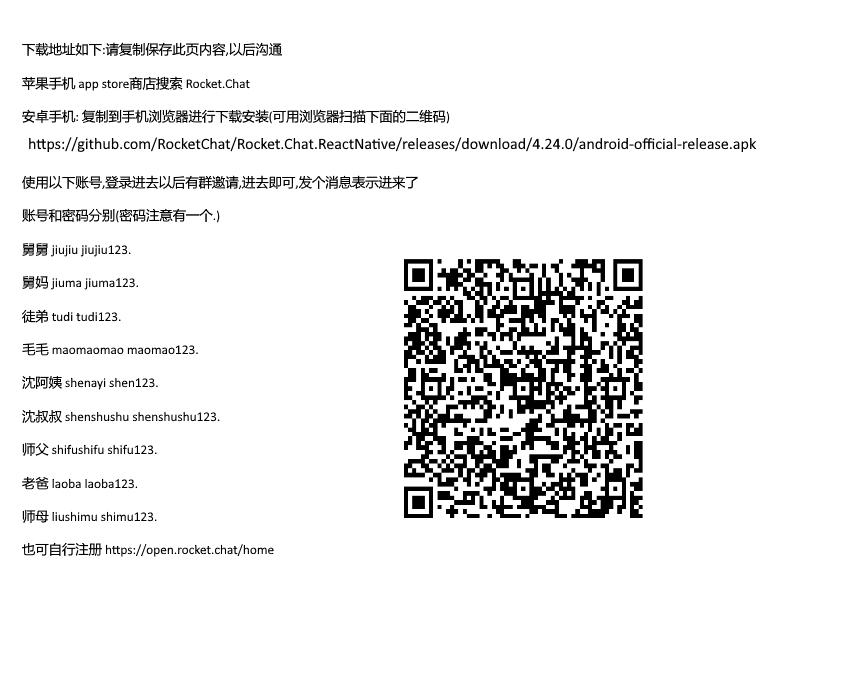 下载地址如下:请复制保存此页内容,以后沟通
苹果手机 app store商店搜索 Rocket.Chat
安卓手机: 复制到手机浏览器进行下载安装(可用浏览器扫描下面的二维码)
https://github.com/RocketChat/Rocket.Chat.ReactNative/releases/download/4.24.0/android-official-release.apk
使用以下账号,登录进去以后有群邀请,进去即可,发个消息表示进来了
账号和密码分别(密码注意有一个.)
舅舅 jiujiu jiujiu123.
舅妈 jiuma jiuma123.
徒弟 tudi tudi123.
毛毛 maomaomao maomao123.
沈阿姨 shenayi shen123.
沈叔叔 shenshushu shenshushu123.
师父 shifushifu shifu123.
老爸 laoba laoba123.
师母 liushimu shimu123.
也可自行注册 https://open.rocket.chat/home